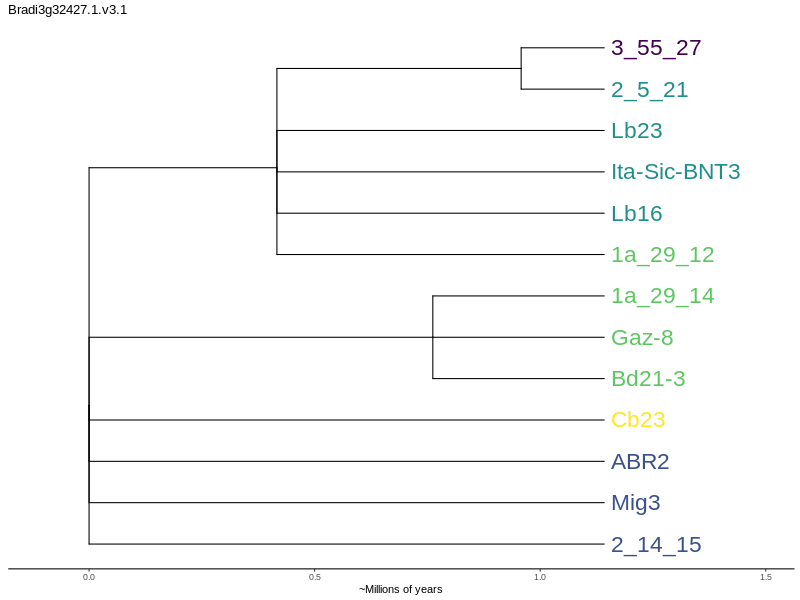 Bradi3g32427.1.v3.1
3_55_27
2_5_21
Lb23
Ita-Sic-BNT3
Lb16
1a_29_12
1a_29_14
Gaz-8
Bd21-3
Cb23
ABR2
Mig3
2_14_15
0.0 0.5 1.0 1.5
~Millions of years